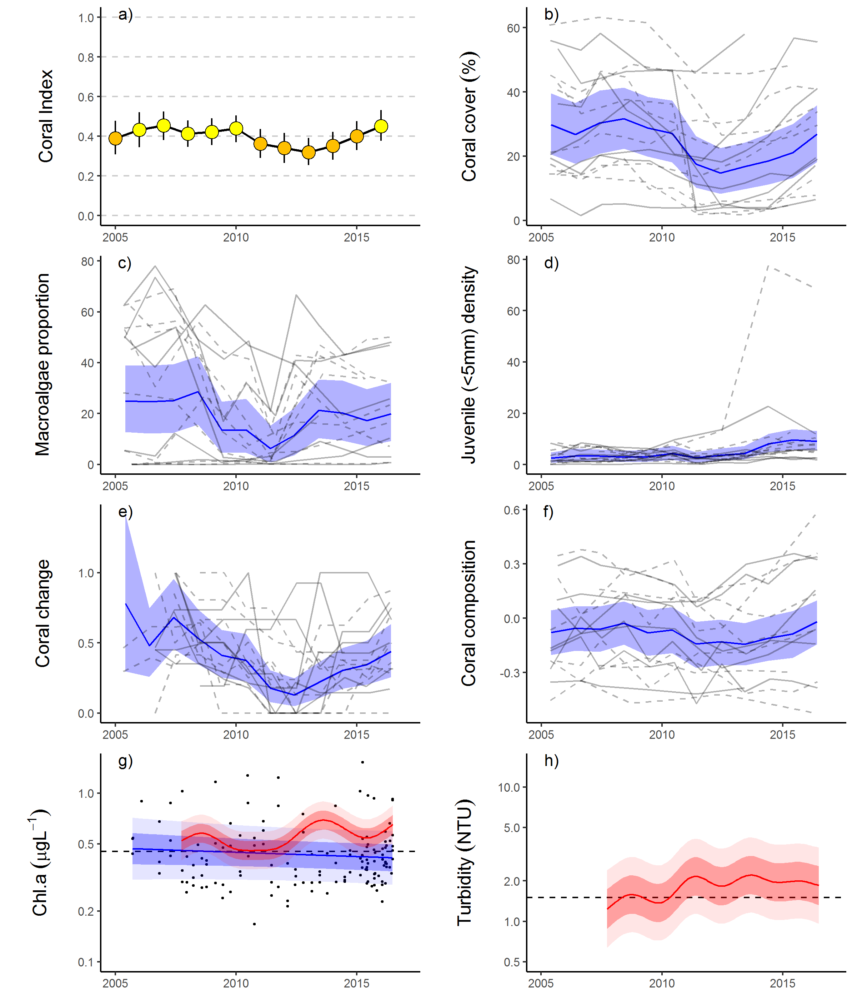 a)
Coral Index
1.0
0.8
0.6
0.4
0.2
0.0
2005 2010 2015
b)
Coral cover (%)
60
40
20
0
2005 2010 2015
c)
Macroalgae proportion
80
60
40
20
0
2005 2010 2015
d)
Juvenile (<5mm) density
80
60
40
20
0
2005 2010 2015
e)
Coral change
1.0
0.5
0.0
2005 2010 2015
f)
Coral composition
0.6
0.3
0.0
-0.3
2005 2010 2015
g)
Chl.a (μgL⁻¹)
1.0
0.5
0.2
0.1
2005 2010 2015
h)
Turbidity (NTU)
10.0
5.0
2.0
1.0
0.5
2005 2010 2015